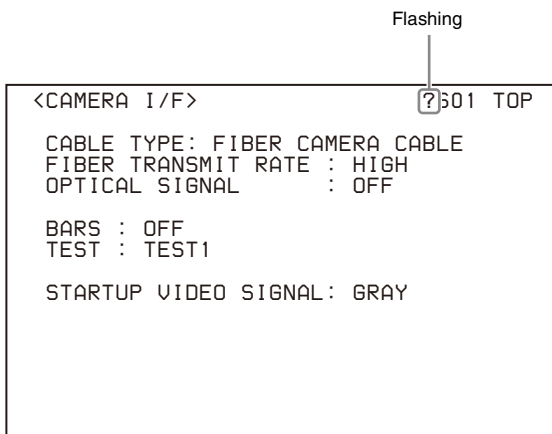 Flashing
<CAMERA I/F> ?S01 TOP
CABLE TYPE: FIBER CAMERA CABLE
FIBER TRANSMIT RATE : HIGH
OPTICAL SIGNAL : OFF
BARS : OFF
TEST : TEST1
STARTUP VIDEO SIGNAL: GRAY